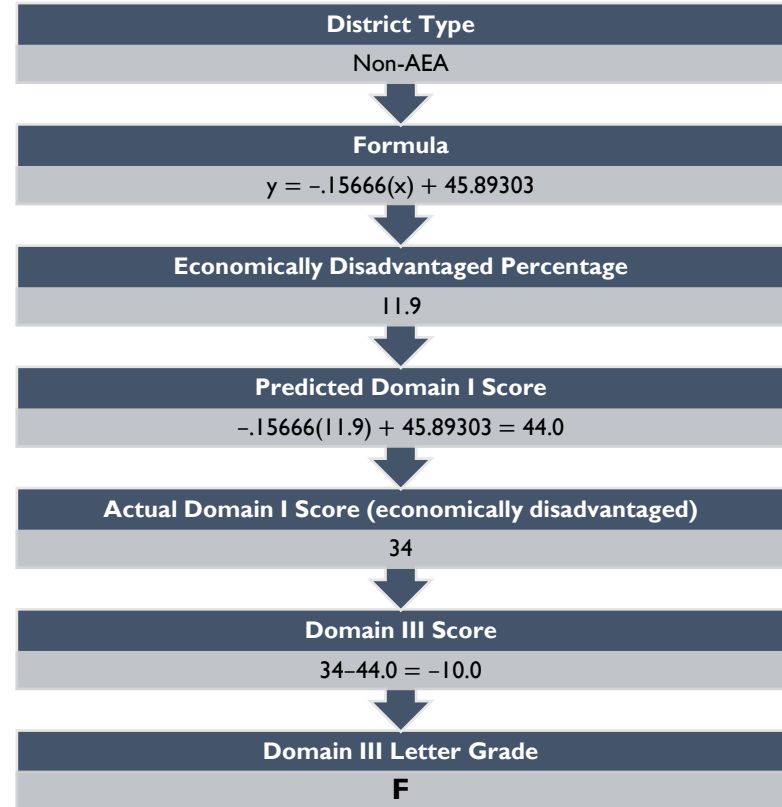 District Type
Non-AEA
Formula
y = –.15666(x) + 45.89303
Economically Disadvantaged Percentage
11.9
Predicted Domain I Score
–.15666(11.9) + 45.89303 = 44.0
Actual Domain I Score (economically disadvantaged)
34
Domain III Score
34–44.0 = –10.0
Domain III Letter Grade
F